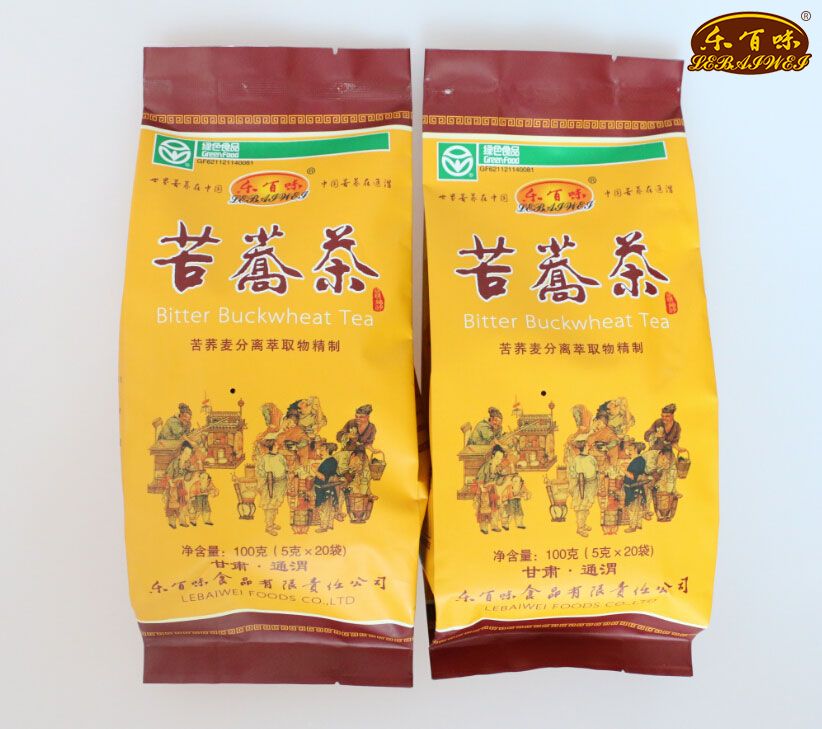 乐百味®
LEBAIWEI
绿色食品
GreenFood
GF621121140081
世界苦荞在中国
乐百味®
LEBAIWEI
中国苦荞在通渭
苦蕎茶
Bitter Buckwheat Tea
苦荞麦分离萃取物精制
净含量：100克（5克×20袋）
甘肃·通渭
乐百味食品有限责任公司
LEBAIWEI FOODS CO.,LTD
绿色食品
GreenFood
GF621121140081
世界苦荞在中国
乐百味®
LEBAIWEI
中国苦荞在通渭
苦蕎茶
Bitter Buckwheat Tea
苦荞麦分离萃取物精制
净含量：100克（5克×20袋）
甘肃·通渭
乐百味食品有限责任公司
LEBAIWEI FOODS CO.,LTD